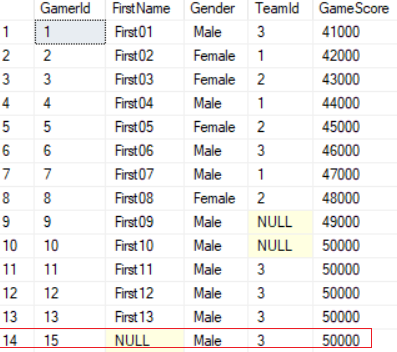 GamerId FirstName Gender TeamId GameScore
1 1 First01 Male 3 41000
2 2 First02 Female 1 42000
3 3 First03 Female 2 43000
4 4 First04 Male 1 44000
5 5 First05 Female 2 45000
6 6 First06 Male 3 46000
7 7 First07 Male 1 47000
8 8 First08 Female 2 48000
9 9 First09 Male NULL 49000
10 10 First10 Male NULL 50000
11 11 First11 Male 3 50000
12 12 First12 Male 3 50000
13 13 First13 Male 3 50000
14 15 NULL Male 3 50000